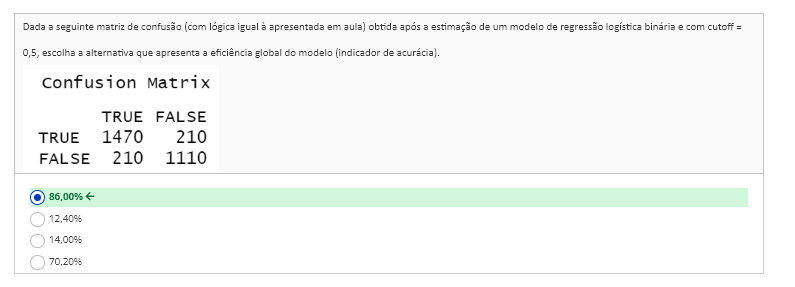 Dada a seguinte matriz de confusão (com lógica igual à apresentada em aula) obtida após a estimação de um modelo de regressão logística binária e com cutoff =
0,5, escolha a alternativa que apresenta a eficiência global do modelo (indicador de acurácia).
Confusion Matrix
TRUE FALSE
TRUE 1470 210
FALSE 210 1110
86,00% ←
12,40%
14,00%
70,20%